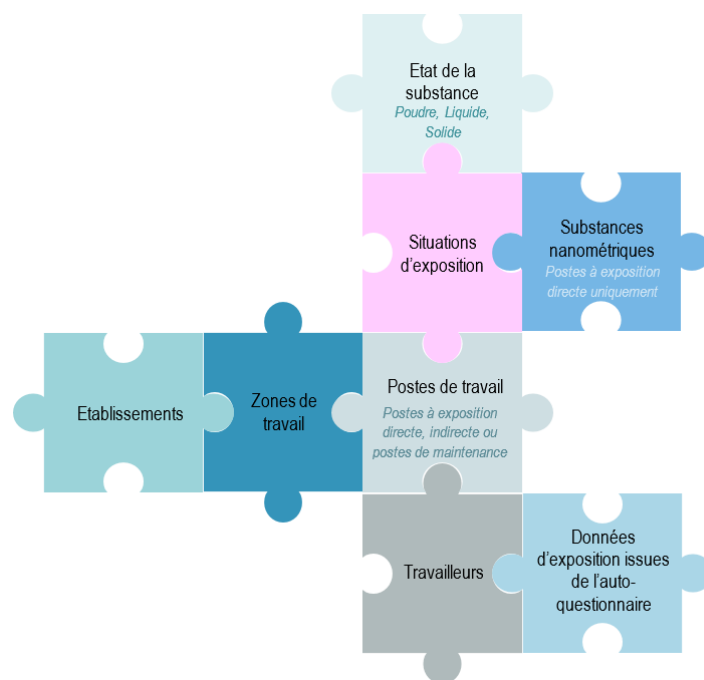 Etat de la
substance
Poudre, Liquide,
Solide
Situations
d'exposition
Substances
nanométriques
Postes à exposition
directe uniquement
Etablissements
Zones de
travail
Postes de travail
Postes à exposition
directe, indirecte ou
postes de maintenance
Travailleurs
Données
d'exposition issues
de l'auto-
questionnaire